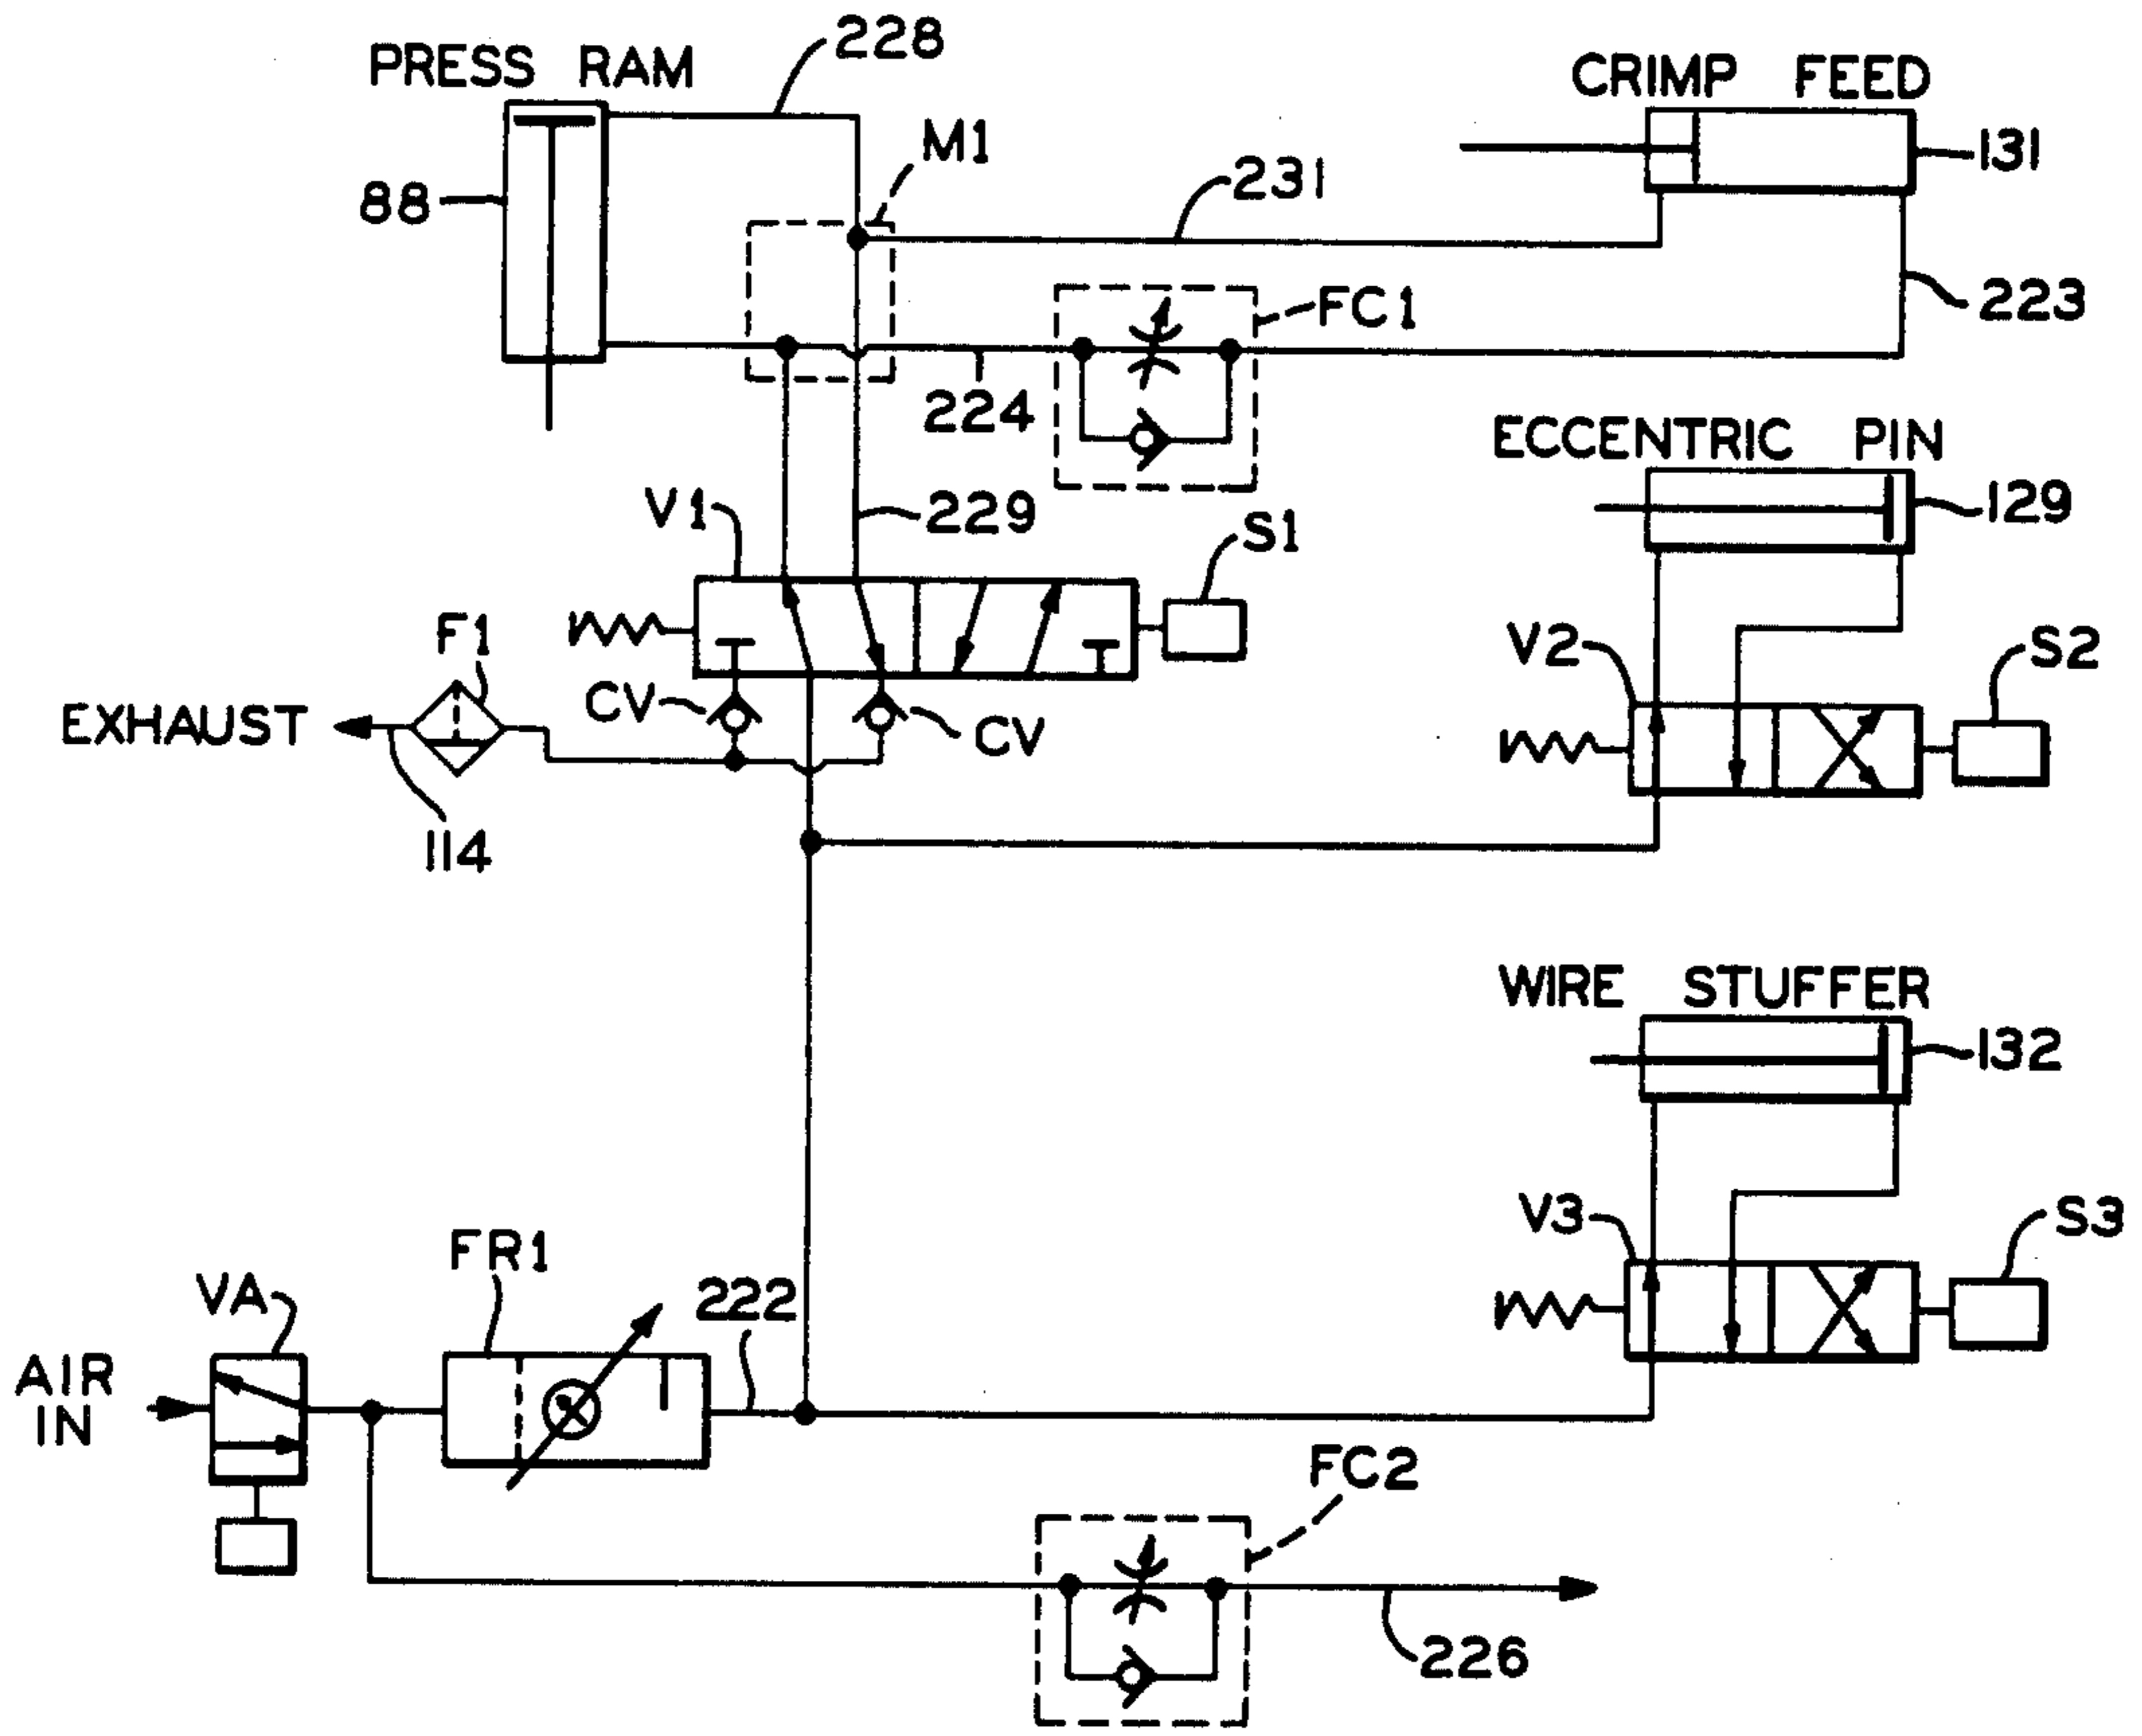 228
PRESS RAM
CRIMP FEED
M1
131
231
88
223
FC1
224
ECCENTRIC PIN
V1
229
S1
129
F1
V2
S2
CV
CV
EXHAUST
114
WIRE STUFFER
132
V3
S3
FR1
VA
222
AIR
IN
FC2
226